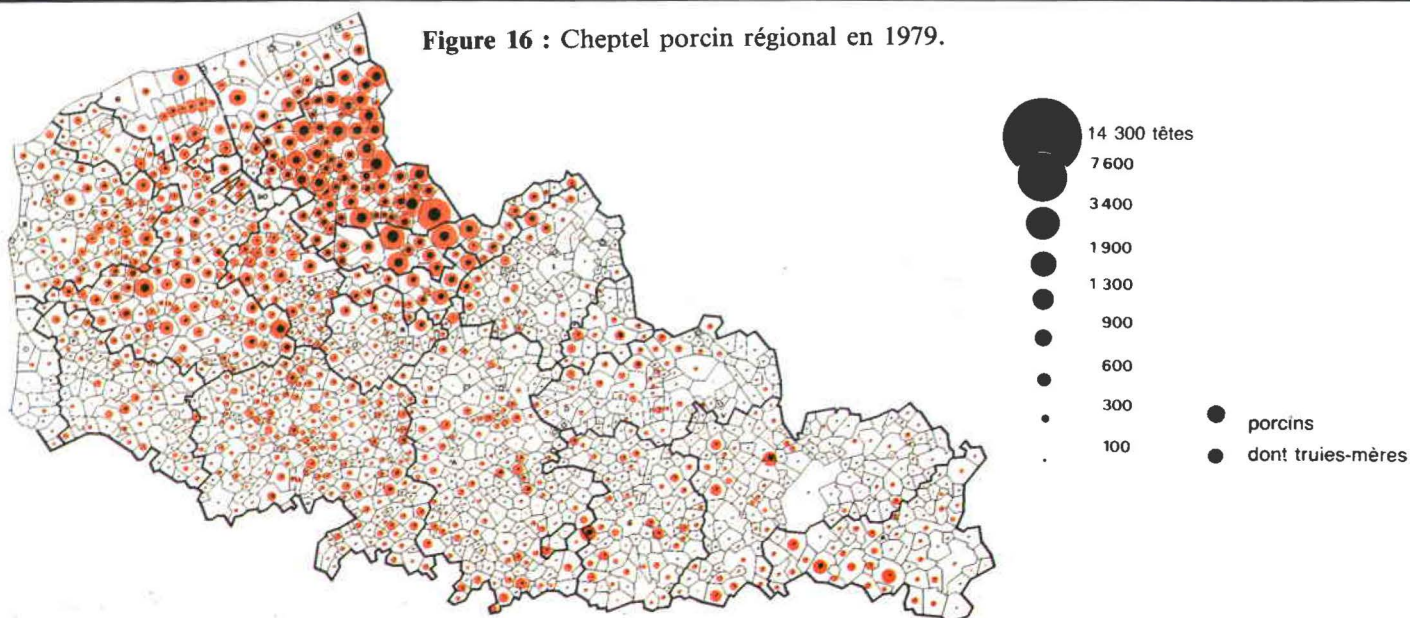 Figure 16 : Cheptel porcin régional en 1979.
14 300 têtes
7 600
3 400
1 900
1 300
900
600
300
100
porcins
dont truies-mères